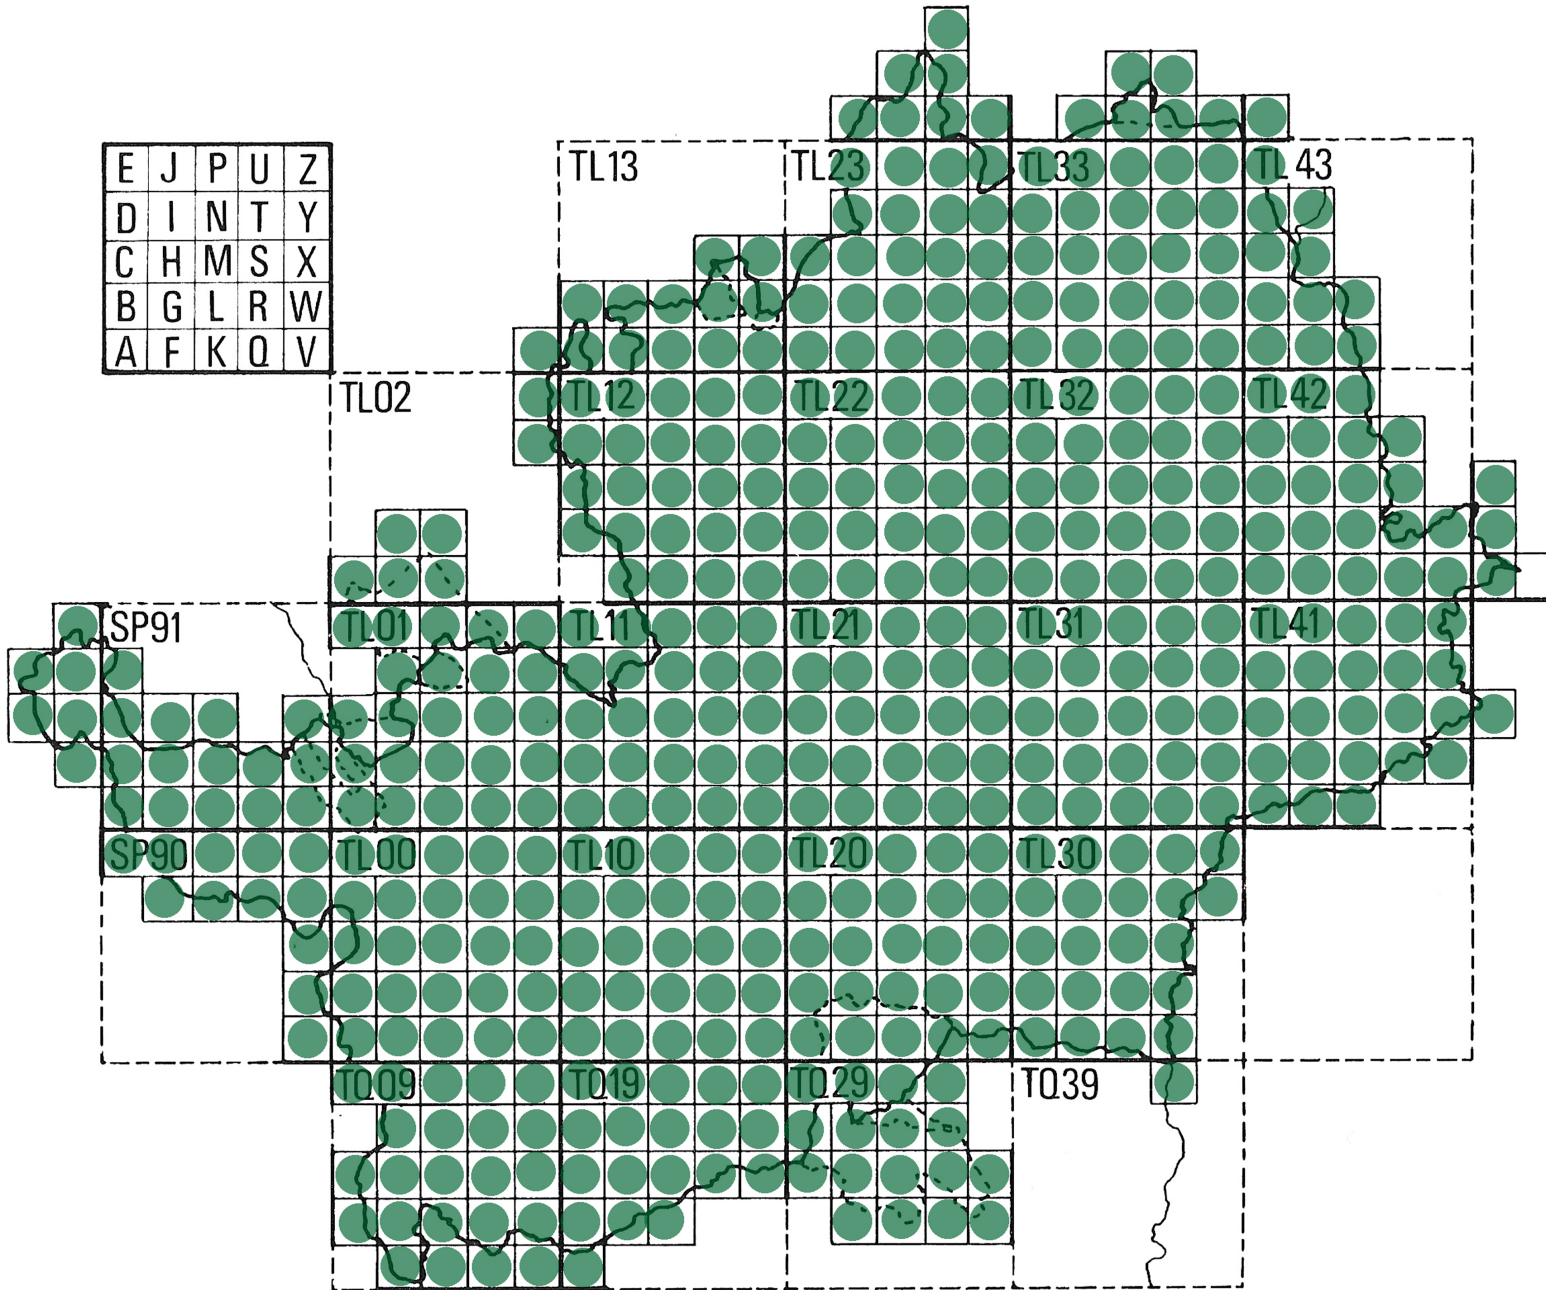 E J P U Z
D I N T Y
C H M S X
B G L R W
A F K Q V
TL13 TL23 TL33 TL43
TL02 TL12 TL22 TL32 TL42
SP91 TL01 TL11 TL21 TL31 TL41
SP90 TL00 TL10 TL20 TL30
TQ09 TQ19 TQ29 TQ39